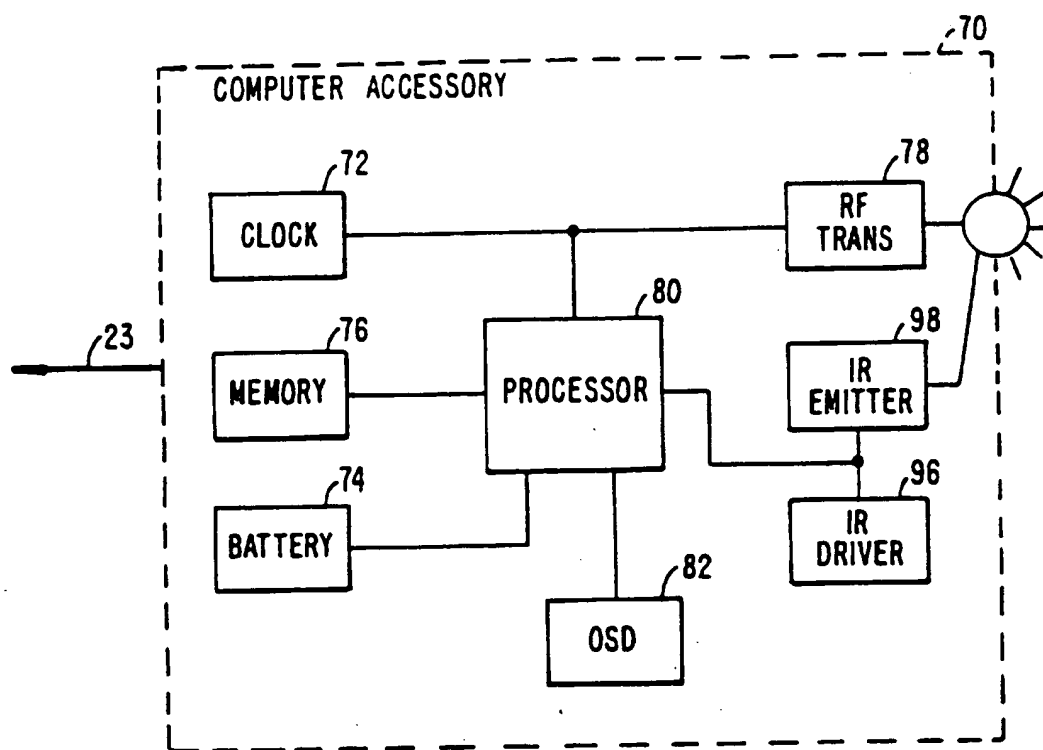 70
COMPUTER ACCESSORY
72
CLOCK
78
RF
TRANS
80
PROCESSOR
23
76
MEMORY
98
IR
EMITTER
74
BATTERY
96
IR
DRIVER
82
OSD